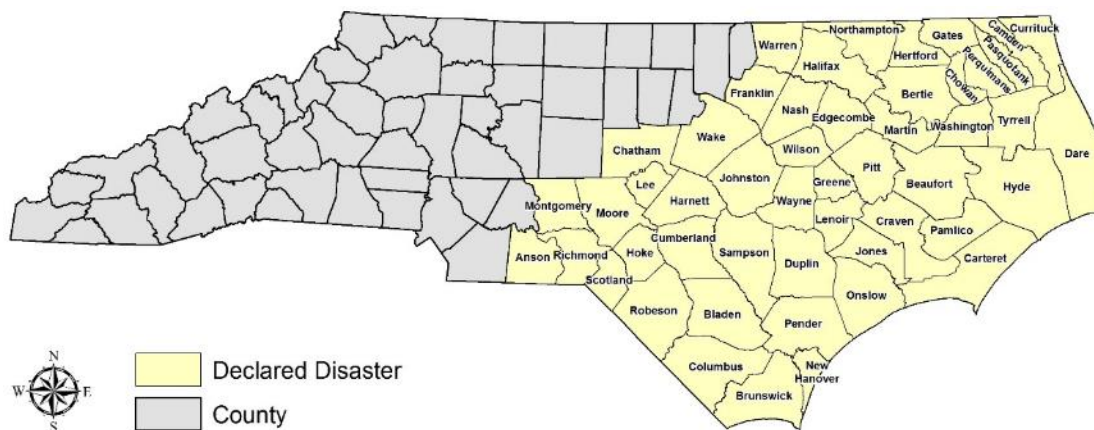 Northampton
Gates
Camden
Currituck
Warren
Hertford
Pasquotank
Halifax
Perquimans
Franklin
Chowan
Bertie
Nash
Edgecombe
Martin
Washington
Tyrrell
Wake
Wilson
Chatham
Dare
Pitt
Johnston
Greene
Lee
Beaufort
Hyde
Wayne
Harnett
Montgomery
Moore
Lenoir
Craven
Pamlico
Cumberland
Sampson
Hoke
Jones
Anson
Richmond
Duplin
Carteret
Scotland
Onslow
Robeson
Bladen
Pender
Columbus
New
Hanover
Brunswick
N
W
E
S
Declared Disaster
County